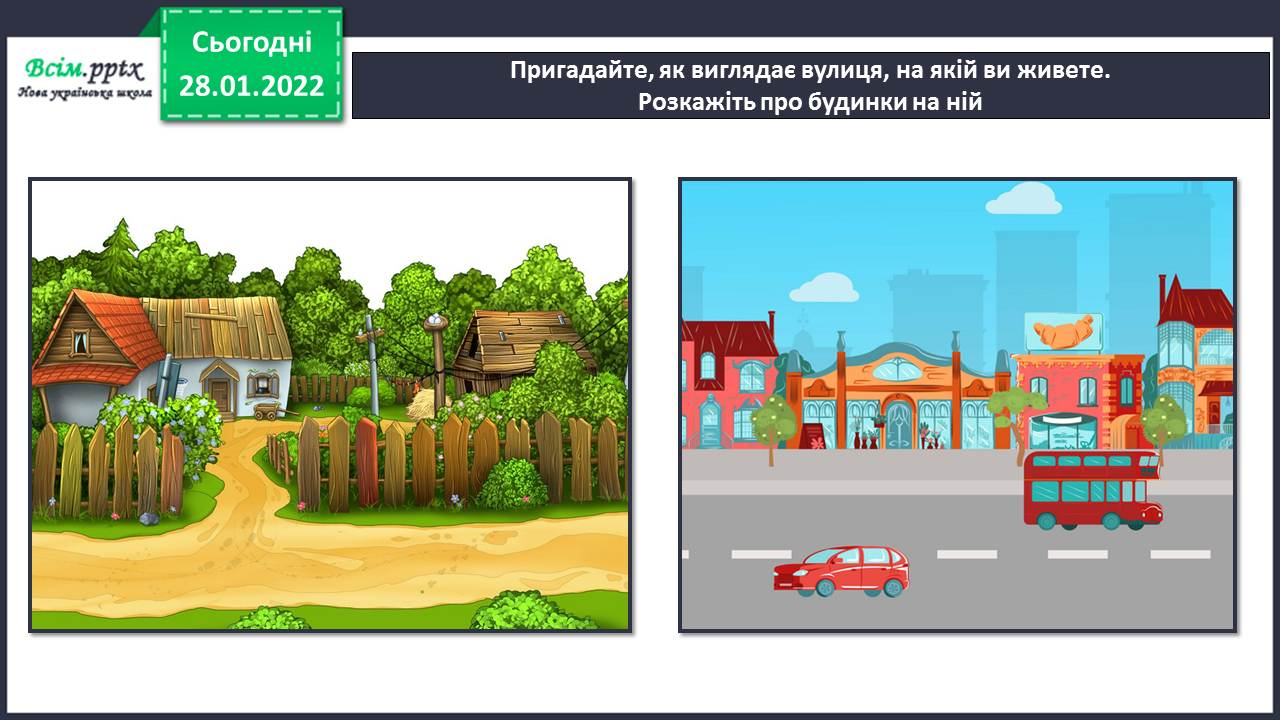 Всім.pptx
Нова українська школа
Сьогодні
28.01.2022
Пригадайте, як виглядає вулиця, на якій ви живете.
Розкажіть про будинки на ній